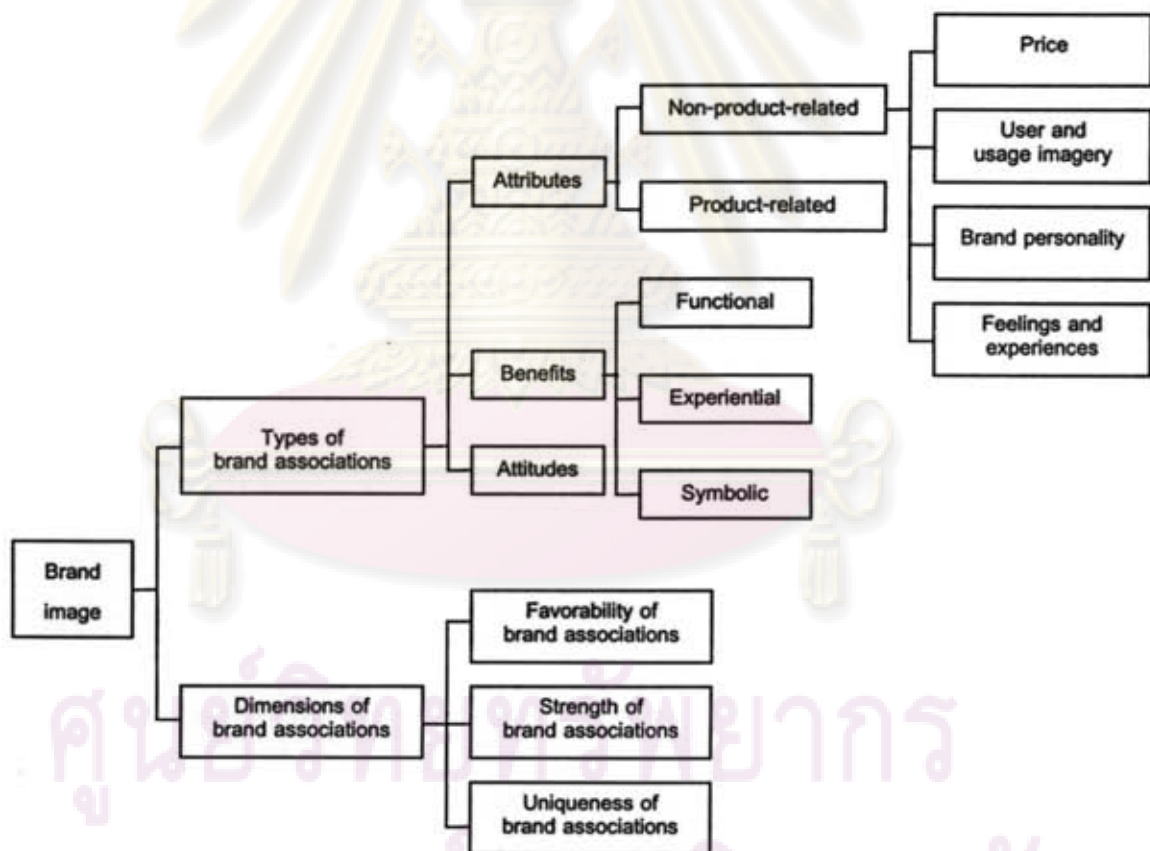 Price
Non-product-related
User and
usage imagery
Attributes
Product-related
Brand personality
Functional
Feelings and
experiences
Benefits
Experiential
Types of
brand associations
Attitudes
Symbolic
Brand
image
Favorability of
brand associations
Dimensions of
brand associations
Strength of
brand associations
Uniqueness of
brand associations
ศูนย์วิทยทรัพยากร